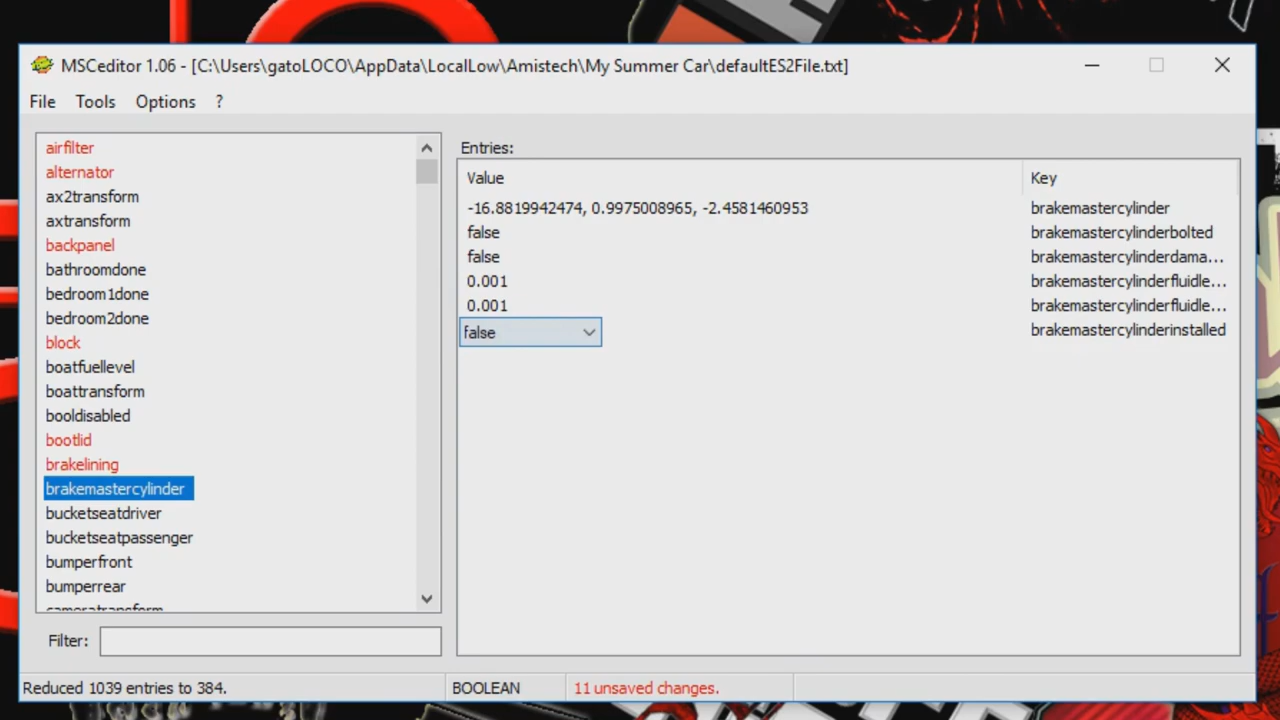 MSCeditor 1.06 - [C:\Users\gatoLOCO\AppData\LocalLow\Amistech\My Summer Car\defaultES2File.txt]
File Tools Options ?
airfilter
alternator
ax2transform
axtransform
backpanel
bathroomdone
bedroom1done
bedroom2done
block
boatfuellevel
boattransform
booldisabled
bootlid
brakelining
brakemastercylinder
bucketseatdriver
bucketseatpassenger
bumperfront
bumperrear
cameratransform
Filter:
Entries:
Value Key
-16.8819942474, 0.9975008965, -2.4581460953 brakemastercylinder
false brakemastercylinderbolted
false brakemastercylinderdama...
0.001 brakemastercylinderfluidle...
0.001 brakemastercylinderfluidle...
false brakemastercylinderinstalled
Reduced 1039 entries to 384. BOOLEAN 11 unsaved changes.